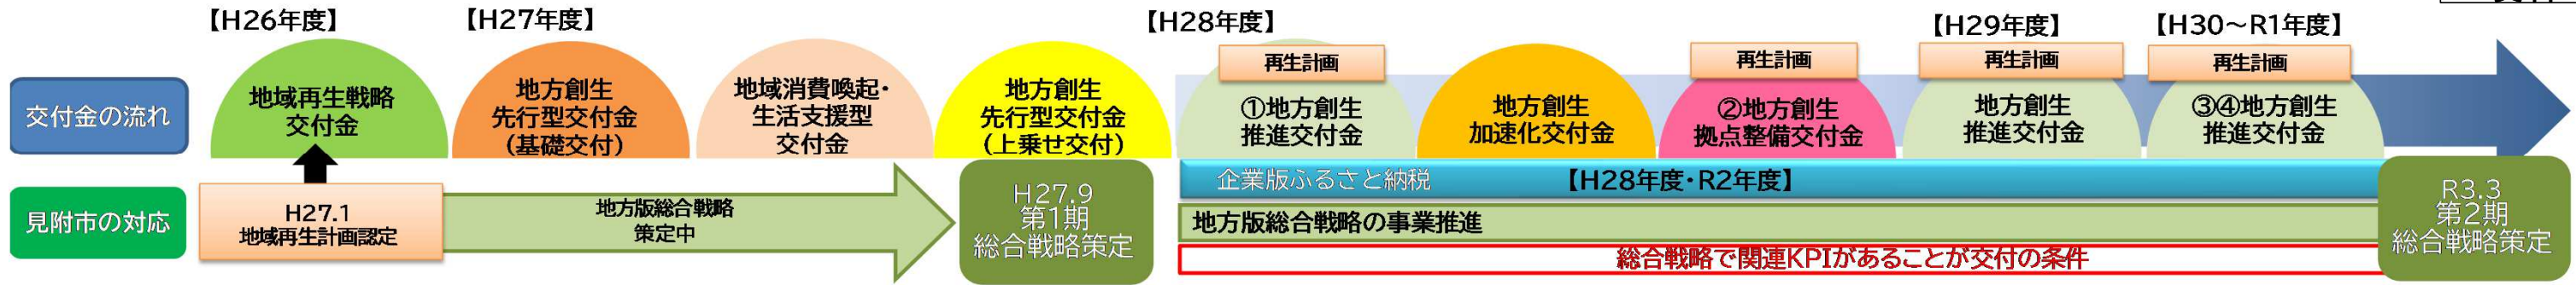 【H26年度】
【H27年度】
【H28年度】
【H29年度】
【H30～R1年度】
交付金の流れ
地域再生戦略
交付金
地方創生
先行型交付金
(基礎交付)
地域消費喚起・
生活支援型
交付金
地方創生
先行型交付金
(上乗せ交付)
再生計画
①地方創生
推進交付金
地方創生
加速化交付金
再生計画
②地方創生
拠点整備交付金
再生計画
地方創生
推進交付金
再生計画
③④地方創生
推進交付金
見附市の対応
H27.1
地域再生計画認定
地方版総合戦略
策定中
H27.9
第1期
総合戦略策定
企業版ふるさと納税
【H28年度・R2年度】
地方版総合戦略の事業推進
総合戦略で関連KPIがあることが交付の条件
R3.3
第2期
総合戦略策定